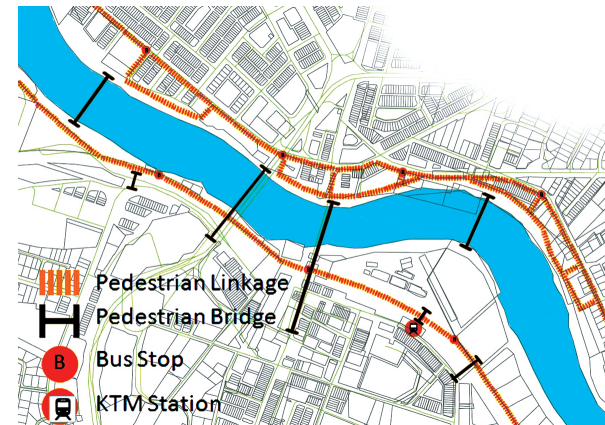 Pedestrian Linkage
Pedestrian Bridge
B
Bus Stop
KTM Station